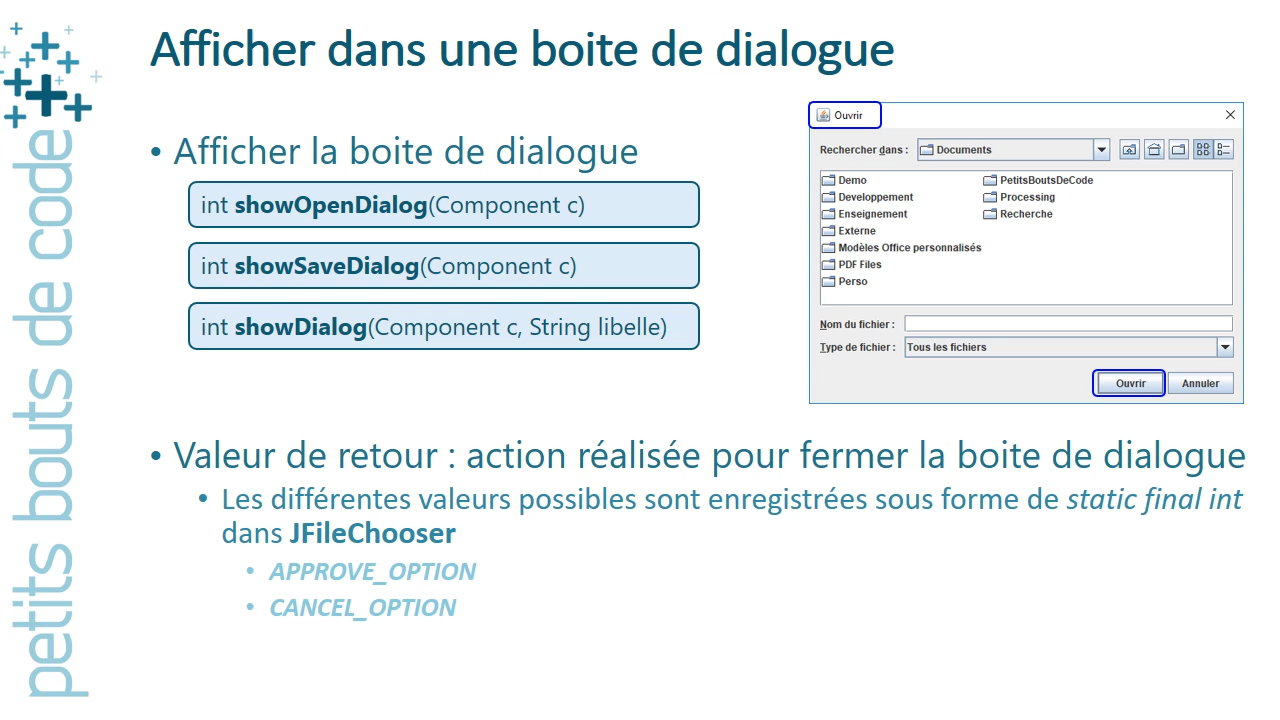 Afficher dans une boite de dialogue
• Afficher la boite de dialogue
int showOpenDialog(Component c)
int showSaveDialog(Component c)
int showDialog(Component c, String libelle)
Ouvrir
Rechercher dans :
Documents
Demo
Developpement
Enseignement
Externe
Modèles Office personnalisés
PDF Files
Perso
PetitsBoutsDeCode
Processing
Recherche
Nom du fichier :
Type de fichier :
Tous les fichiers
Ouvrir
Annuler
• Valeur de retour : action réalisée pour fermer la boite de dialogue
• Les différentes valeurs possibles sont enregistrées sous forme de static final int
dans JFileChooser
• APPROVE_OPTION
• CANCEL_OPTION
petits bouts de code